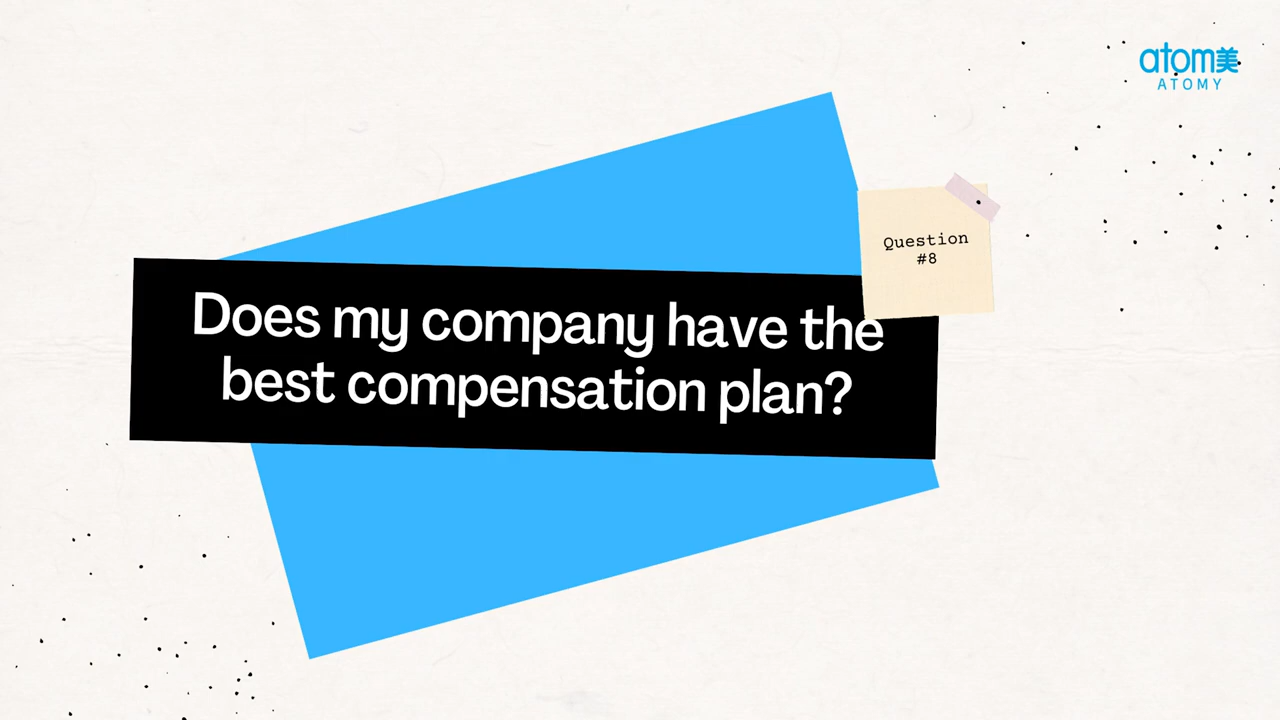 atom美
ATOMY
Question
#8
Does my company have the
best compensation plan?